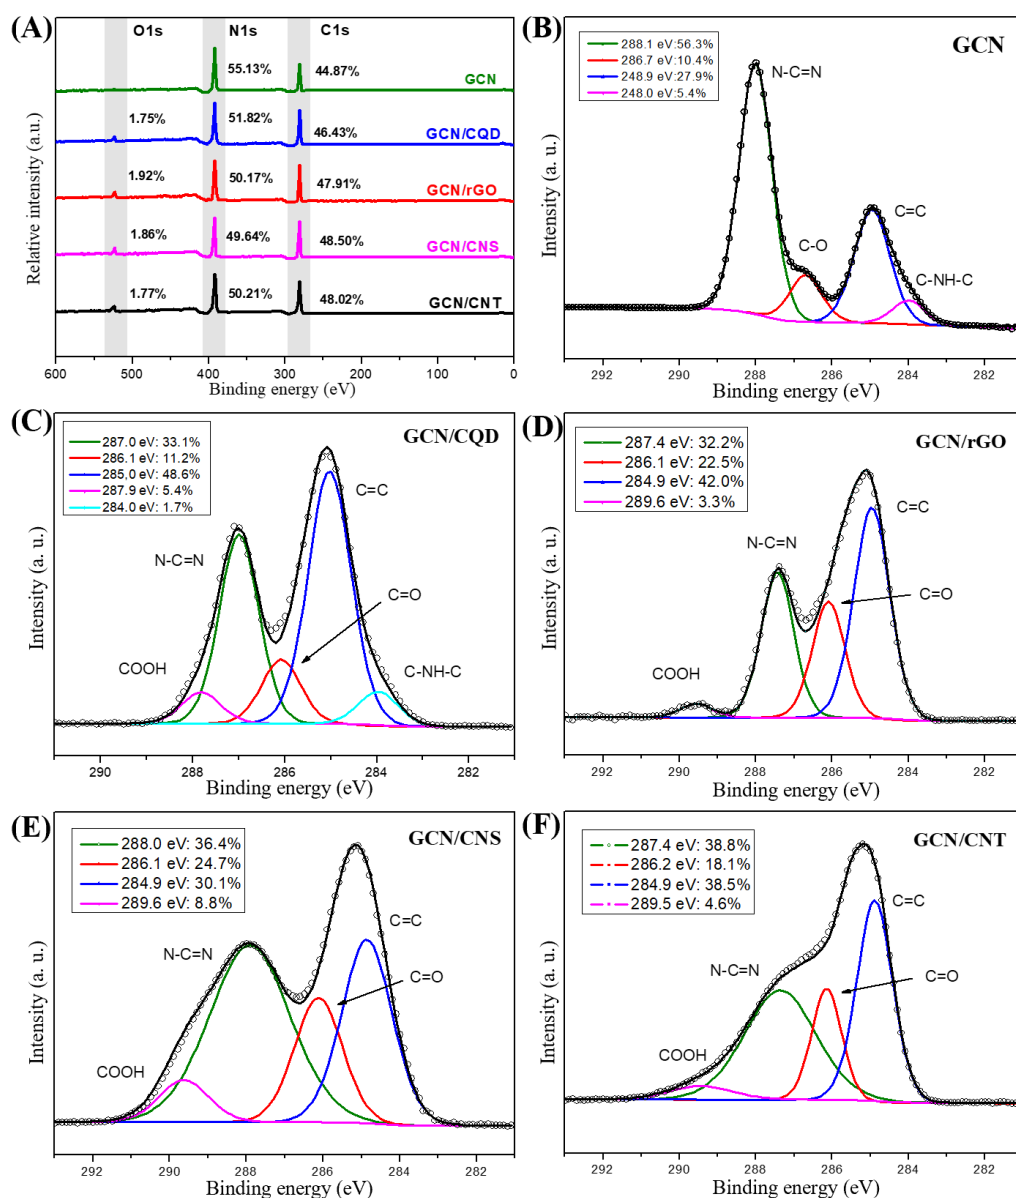 (A)
O1s N1s C1s
55.13% 44.87% GCN
1.75% 51.82% 46.43% GCN/CQD
1.92% 50.17% 47.91% GCN/rGO
1.86% 49.64% 48.50% GCN/CNS
1.77% 50.21% 48.02% GCN/CNT
Relative intensity (a.u.)
600 500 400 300 200 100 0
Binding energy (eV)
(B)
288.1 eV:56.3%
286.7 eV:10.4%
248.9 eV:27.9%
248.0 eV:5.4%
GCN
N-C=N
C=C
C-O
C-NH-C
Intensity (a. u.)
292 290 288 286 284 282
Binding energy (eV)
(C)
287.0 eV: 33.1%
286.1 eV: 11.2%
285,0 eV: 48.6%
287.9 eV: 5.4%
284.0 eV: 1.7%
GCN/CQD
C=C
N-C=N
C=O
COOH
C-NH-C
Intensity (a. u.)
290 288 286 284 282
Binding energy (eV)
(D)
287.4 eV: 32.2%
286.1 eV: 22.5%
284.9 eV: 42.0%
289.6 eV: 3.3%
GCN/rGO
C=C
N-C=N
C=O
COOH
Intensity (a. u.)
292 290 288 286 284 282
Binding energy (eV)
(E)
288.0 eV: 36.4%
286.1 eV: 24.7%
284.9 eV: 30.1%
289.6 eV: 8.8%
GCN/CNS
C=C
N-C=N
C=O
COOH
Intensity (a. u.)
292 290 288 286 284 282
Binding energy (eV)
(F)
287.4 eV: 38.8%
286.2 eV: 18.1%
284.9 eV: 38.5%
289.5 eV: 4.6%
GCN/CNT
C=C
N-C=N
C=O
COOH
Intensity (a. u.)
292 290 288 286 284 282
Binding energy (eV)